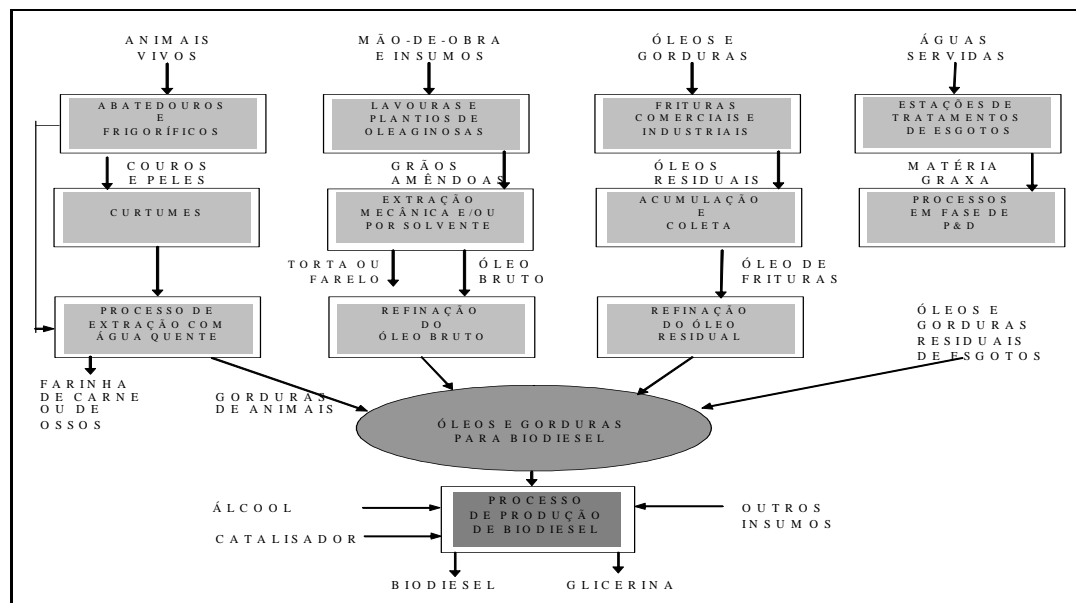 ANIMAIS
VIVOS
MÃO-DE-OBRA
E INSUMOS
ÓLEOS E
GORDURAS
ÁGUAS
SERVIDAS
ABATEDOUROS
E
FRIGORÍFICOS
LAVOURAS E
PLANTIOS DE
OLEAGINOSAS
FRITURAS
COMERCIAIS E
INDUSTRIAIS
ESTAÇÕES DE
TRATAMENTOS
DE ESGOTOS
COUROS
E PELES
GRÃOS
AMÊNDOAS
ÓLEOS
RESIDUAIS
MATÉRIA
GRAXA
CURTUMES
EXTRAÇÃO
MECÂNICA E/OU
POR SOLVENTE
ACUMULAÇÃO
E
COLETA
PROCESSOS
EM FASE DE
P&D
TORTA OU
FARELO
ÓLEO
BRUTO
ÓLEO DE
FRITURAS
PROCESSO DE
EXTRAÇÃO COM
ÁGUA QUENTE
REFINAÇÃO
DO
ÓLEO BRUTO
REFINAÇÃO
DO ÓLEO
RESIDUAL
ÓLEOS E
GORDURAS
RESIDUAIS
DE ESGOTOS
FARINHA
DE CARNE
OU DE
OSSOS
GORDURAS
DE ANIMAIS
ÓLEOS E GORDURAS
PARA BIODIESEL
ÁLCOOL
CATALISADOR
PROCESSO
DE PRODUÇÃO
DE BIODIESEL
OUTROS
INSUMOS
BIODIESEL
GLICERINA